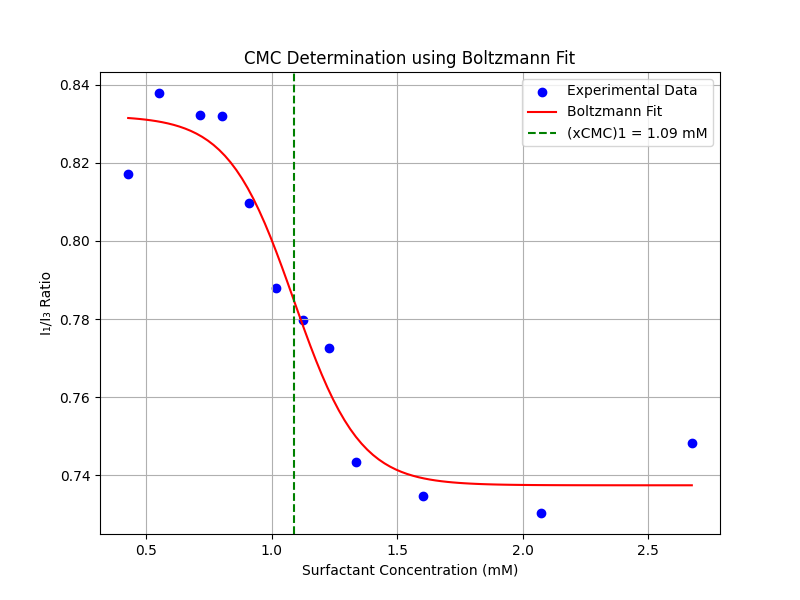 CMC Determination using Boltzmann Fit
Experimental Data
Boltzmann Fit
(xCMC)1 = 1.09 mM
0.84
0.82
0.80
0.78
0.76
0.74
I₁/I₃ Ratio
0.5
1.0
1.5
2.0
2.5
Surfactant Concentration (mM)